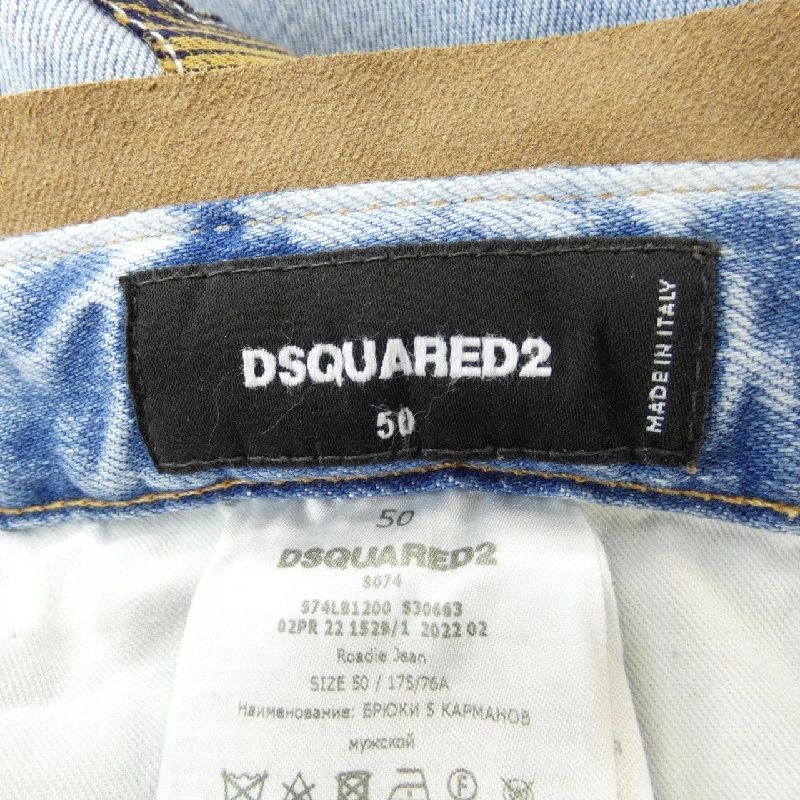 DSQUARED2
50
MADE IN ITALY
50
DSQUARED2
S074
S74LB1200 S30663
02PR 22 1529/1 2022 02
Roadie Jean
SIZE 50 / 175/76A
Наименование: БРЮКИ 5 КАРМАНОВ
мужской